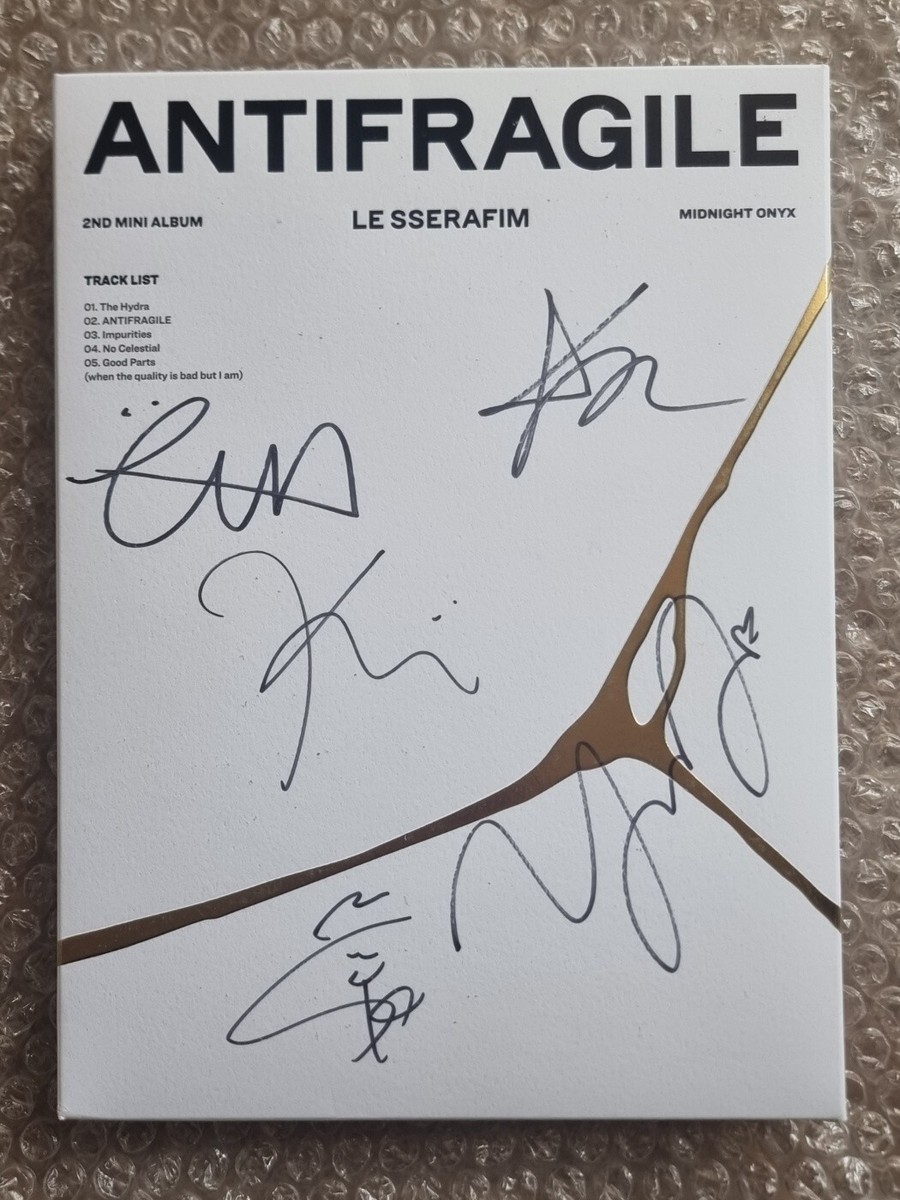 ANTIFRAGILE
2ND MINI ALBUM LE SSERAFIM MIDNIGHT ONYX
TRACK LIST
01. The Hydra
02. ANTIFRAGILE
03. Impurities
04. No Celestial
05. Good Parts
(when the quality is bad but I am)